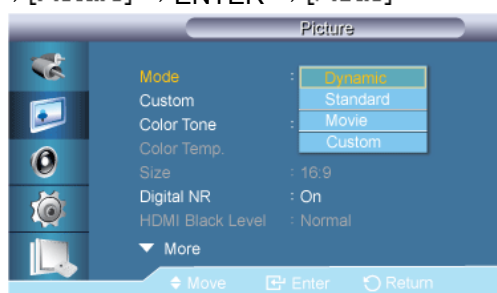 Picture
Mode : Dynamic
Custom Standard
Color Tone : Movie
Color Temp. Custom
Size : 16:9
Digital NR : On
HDMI Black Level : Normal
▼ More
Move Enter Return